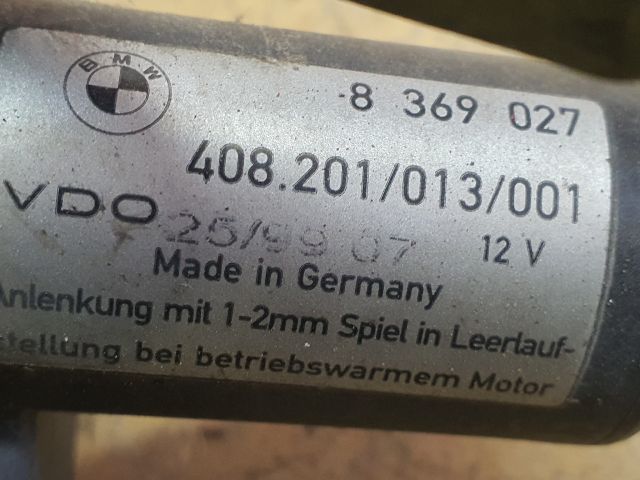 BMW
8 369 027
408.201/013/001
VDO 25/99 07 12 V
Made in Germany
Anlenkung mit 1-2mm Spiel in Leerlauf-
stellung bei betriebswarmem Motor